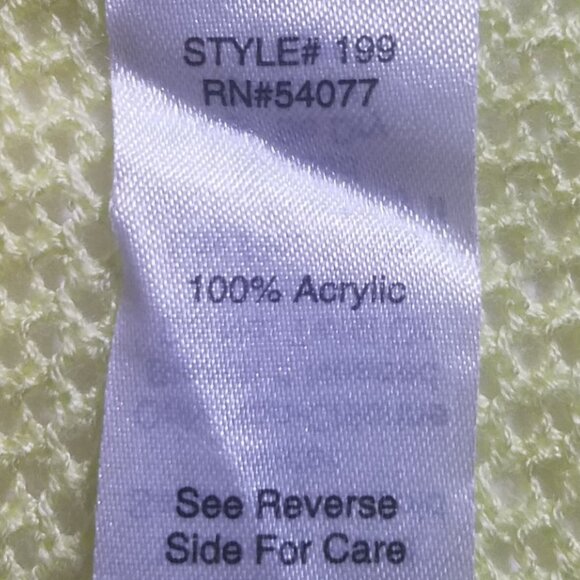 STYLE# 199
RN#54077
100% Acrylic
See Reverse
Side For Care